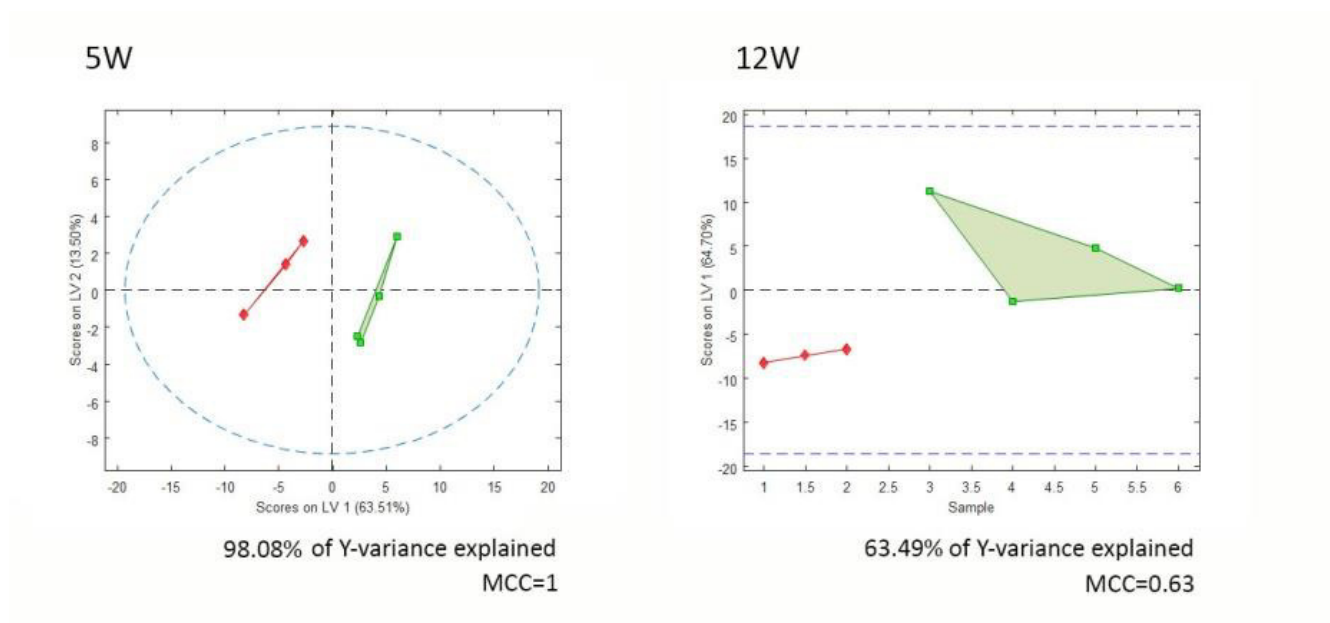 5W
12W
8
6
4
2
0
-2
-4
-6
-8
Scores on LV 2 (13.50%)
-20 -15 -10 -5 0 5 10 15 20
Scores on LV 1 (63.51%)
98.08% of Y-variance explained
MCC=1
20
15
10
5
0
-5
-10
-15
-20
Scores on LV 1 (64.70%)
1 1.5 2 2.5 3 3.5 4 4.5 5 5.5 6
Sample
63.49% of Y-variance explained
MCC=0.63